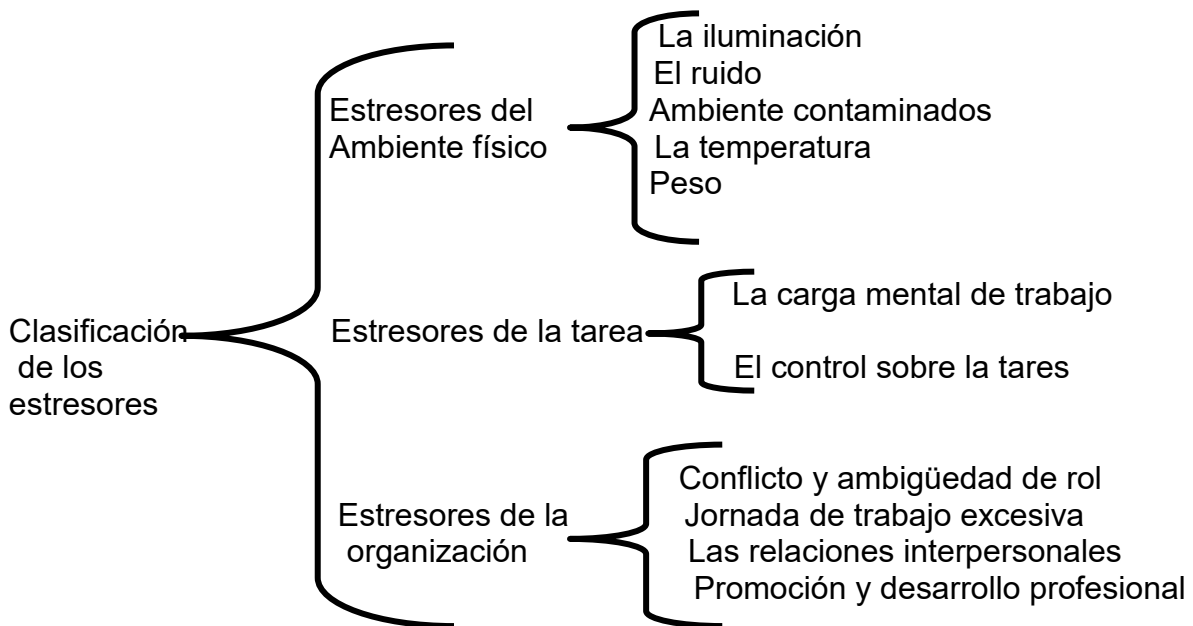 Clasificación
de los
estresores
Estresores del
Ambiente físico
La iluminación
El ruido
Ambiente contaminados
La temperatura
Peso
Estresores de la tarea
La carga mental de trabajo
El control sobre la tares
Estresores de la
organización
Conflicto y ambigüedad de rol
Jornada de trabajo excesiva
Las relaciones interpersonales
Promoción y desarrollo profesional